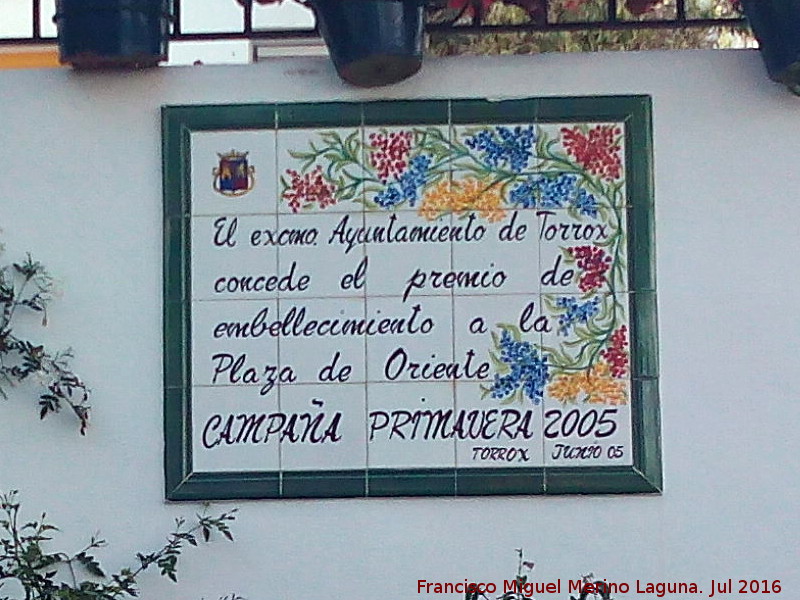 El excmo. Ayuntamiento de Torrox
concede el premio de
embellecimiento a la
Plaza de Oriente
CAMPAÑA PRIMAVERA 2005
TORROX JUNIO 05
Francisco Miguel Merino Laguna. Jul 2016